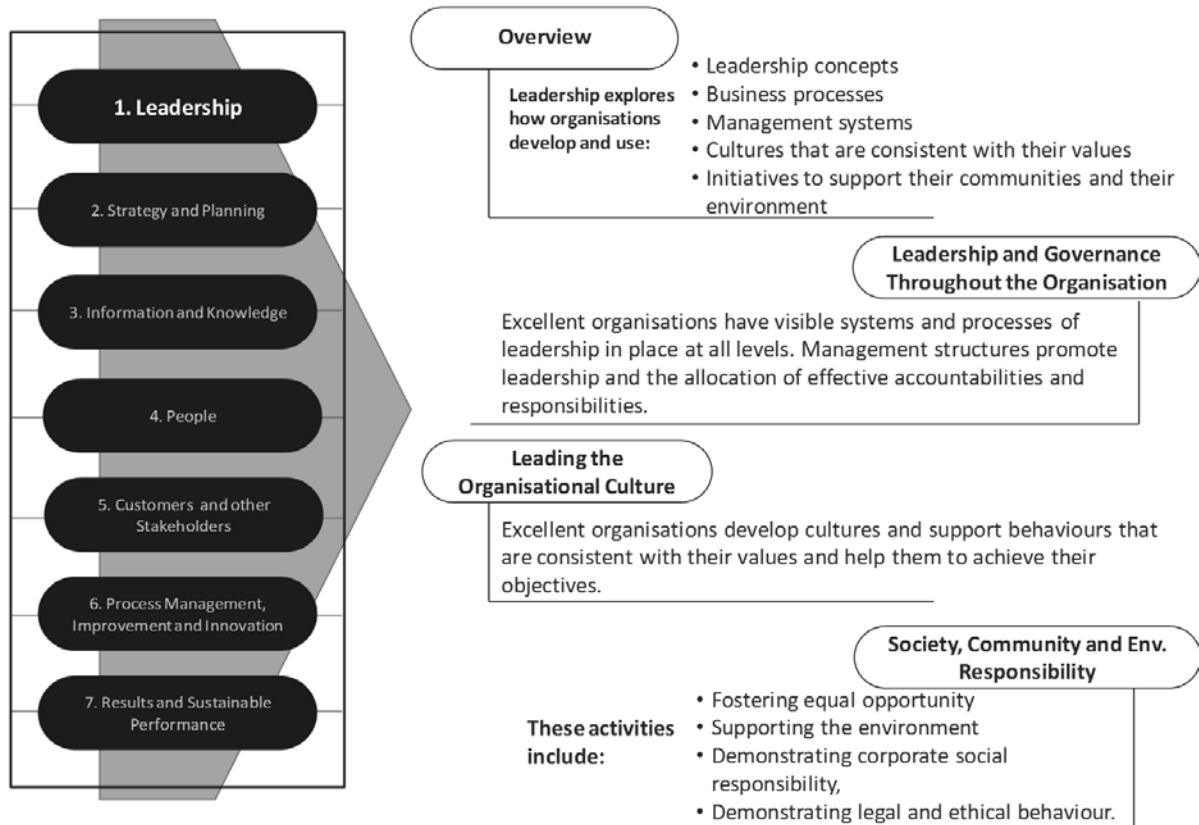 1. Leadership
2. Strategy and Planning
3. Information and Knowledge
4. People
5. Customers and other
Stakeholders
6. Process Management,
Improvement and Innovation
7. Results and Sustainable
Performance
Overview
Leadership explores
how organisations
develop and use:
• Leadership concepts
• Business processes
• Management systems
• Cultures that are consistent with their values
• Initiatives to support their communities and their
environment
Leadership and Governance
Throughout the Organisation
Excellent organisations have visible systems and processes of
leadership in place at all levels. Management structures promote
leadership and the allocation of effective accountabilities and
responsibilities.
Leading the
Organisational Culture
Excellent organisations develop cultures and support behaviours that
are consistent with their values and help them to achieve their
objectives.
Society, Community and Env.
Responsibility
These activities
include:
• Fostering equal opportunity
• Supporting the environment
• Demonstrating corporate social
responsibility,
• Demonstrating legal and ethical behaviour.